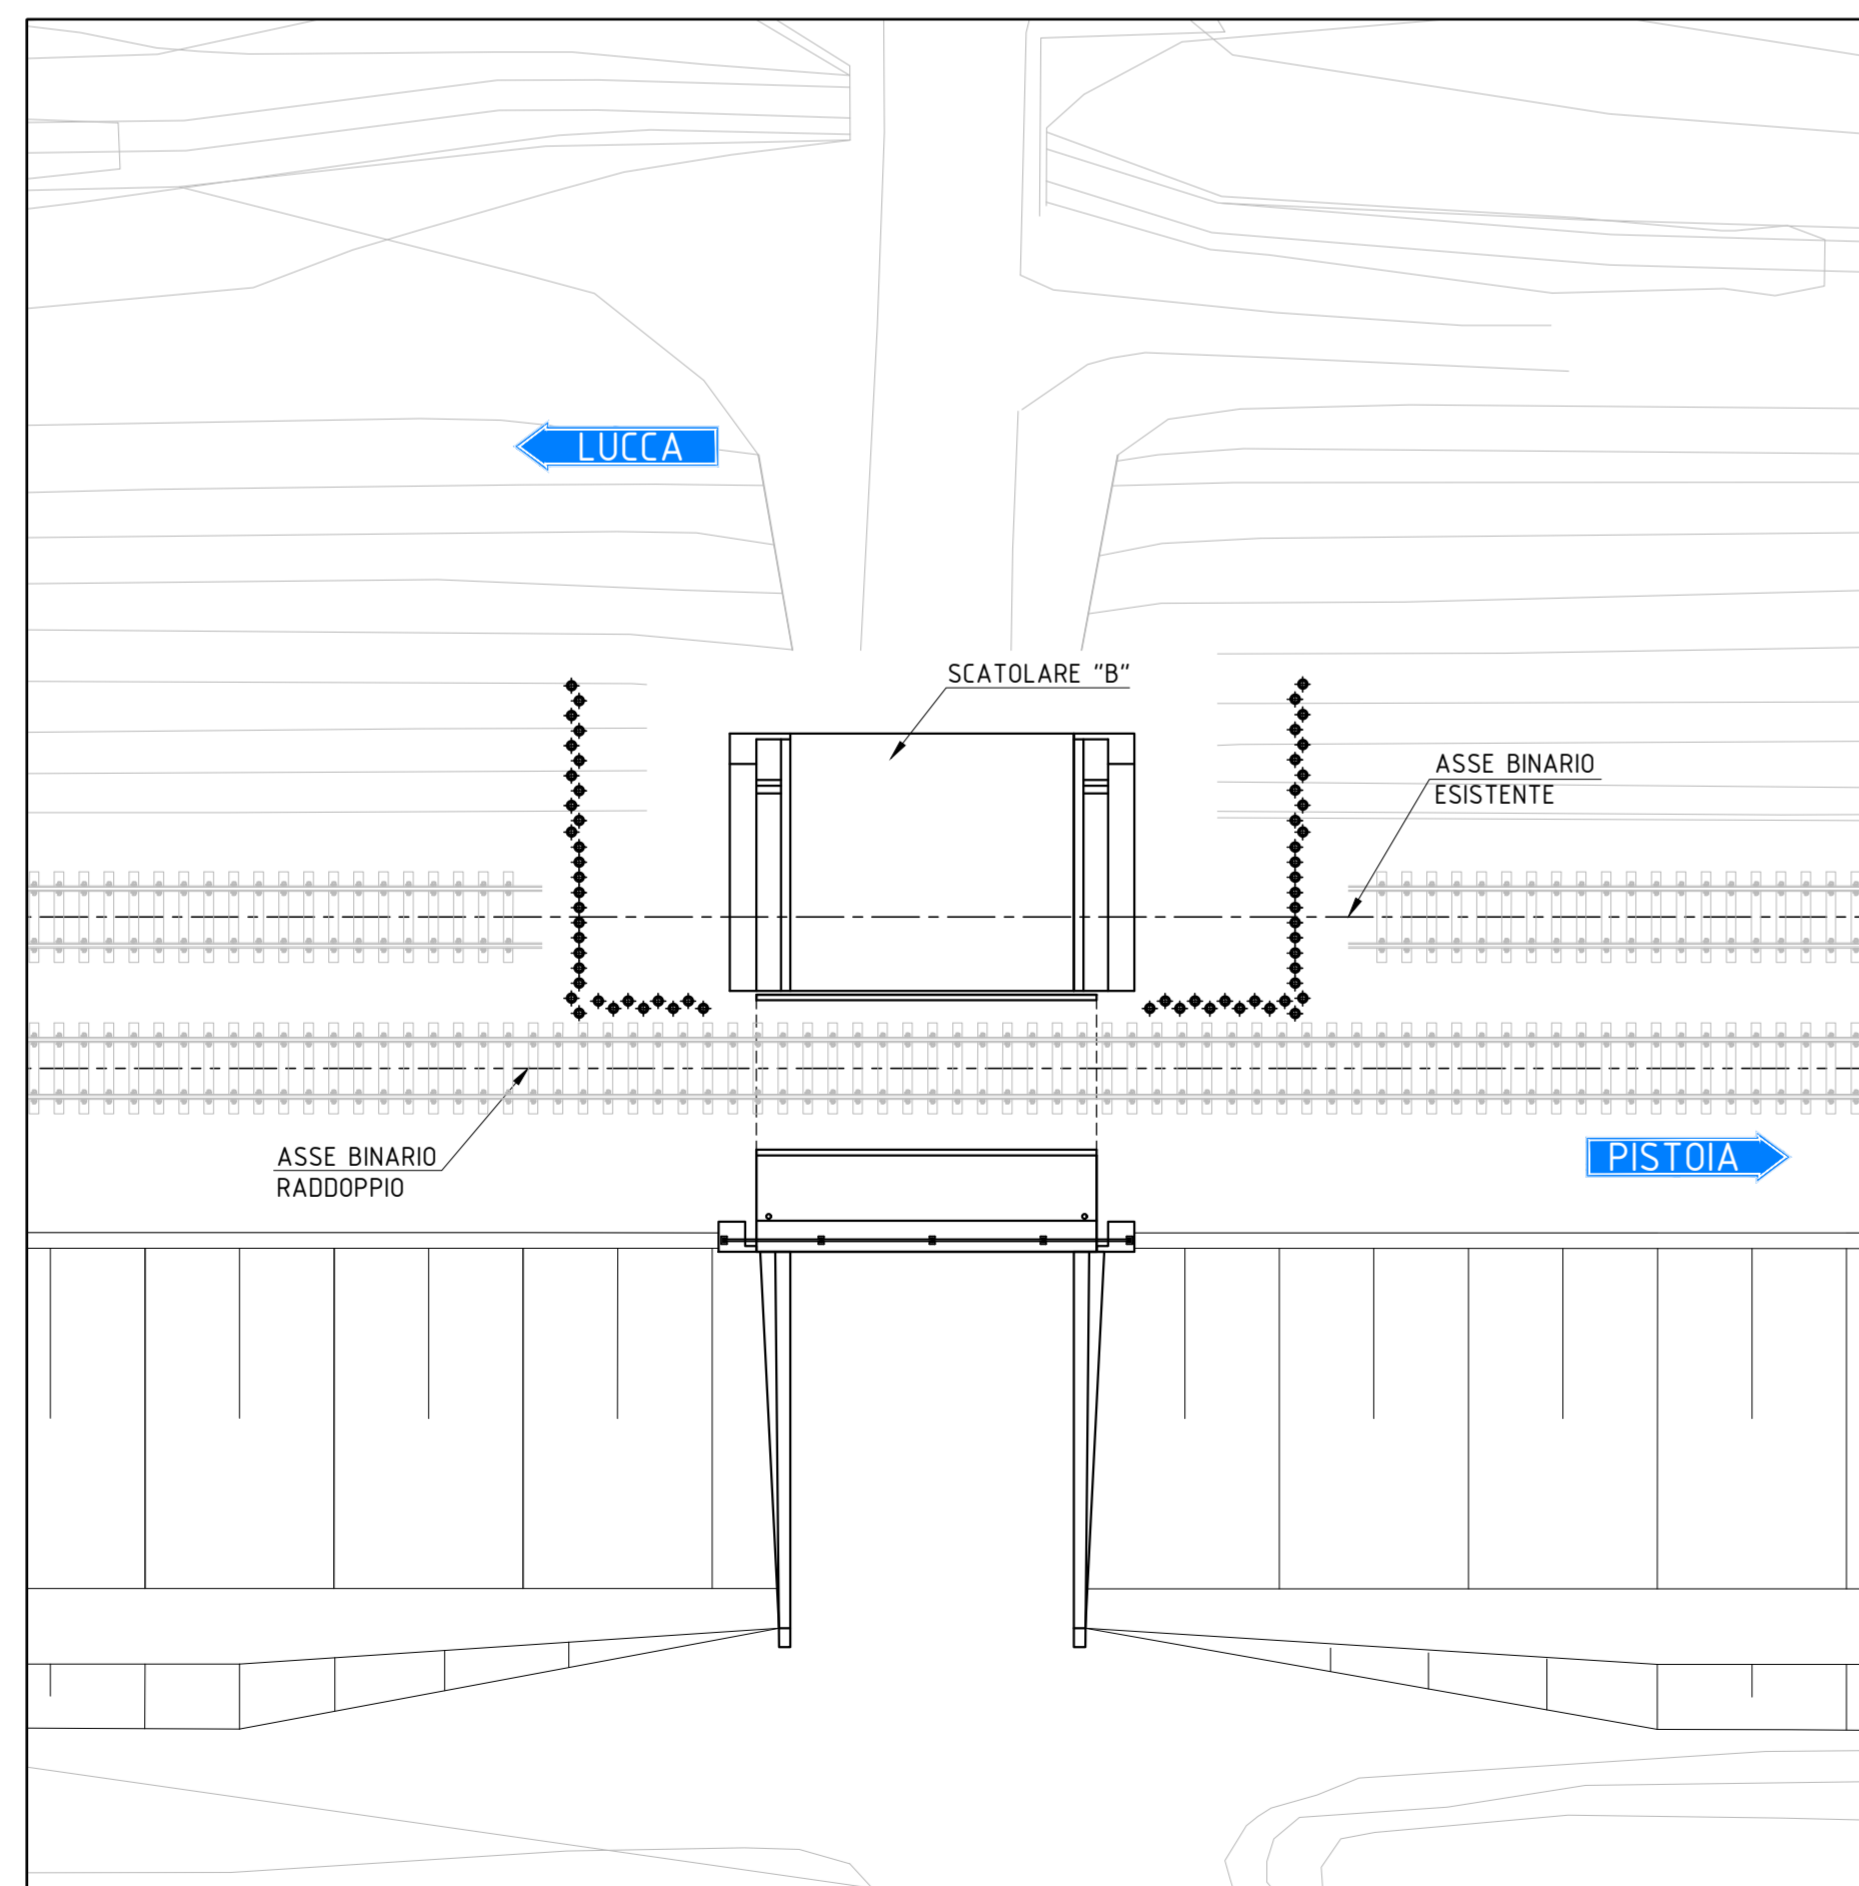 LUCCA
SCATOLARE "B"
ASSE BINARIO
ESISTENTE
ASSE BINARIO
RADDOPPIO
PISTOIA